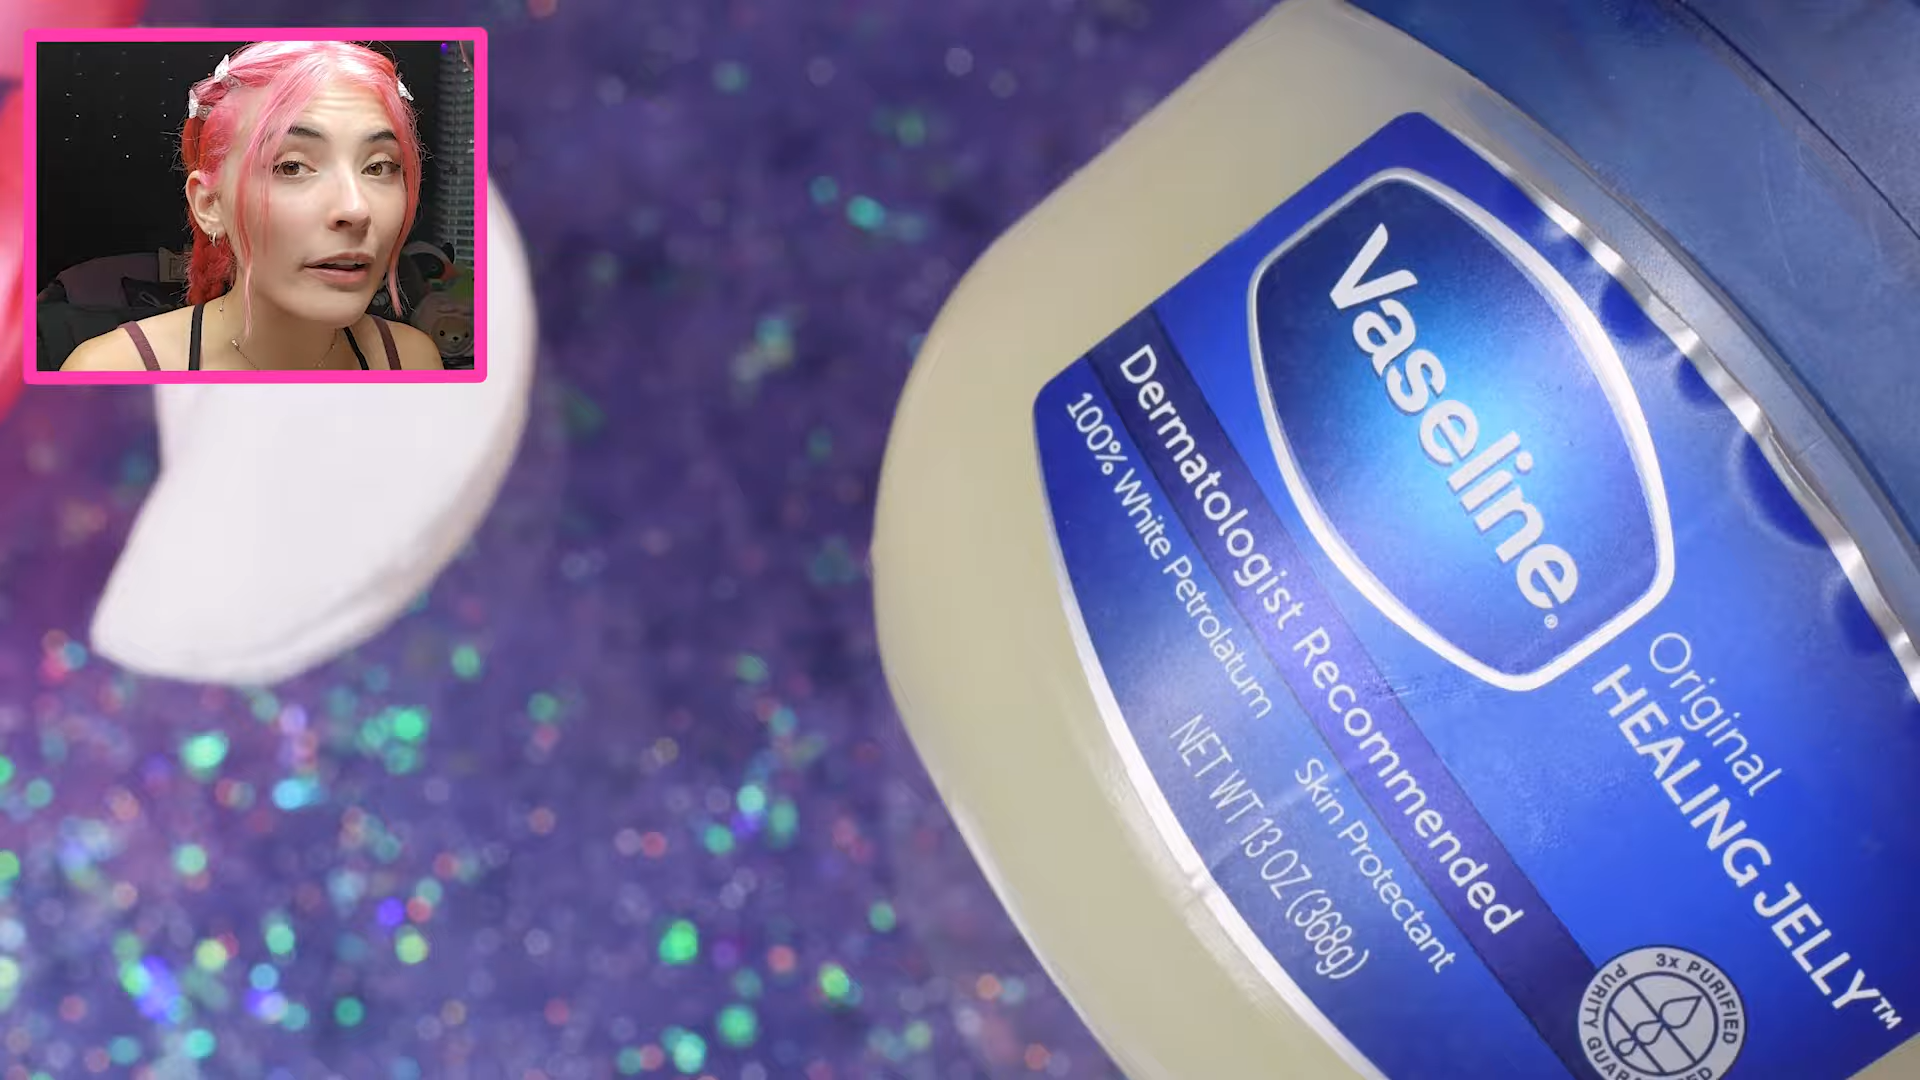 Vaseline®
Original
HEALING JELLY™
Dermatologist Recommended
100% White Petrolatum
Skin Protectant
NET WT 13 OZ (368g)
3x PURIFIED
PURITY